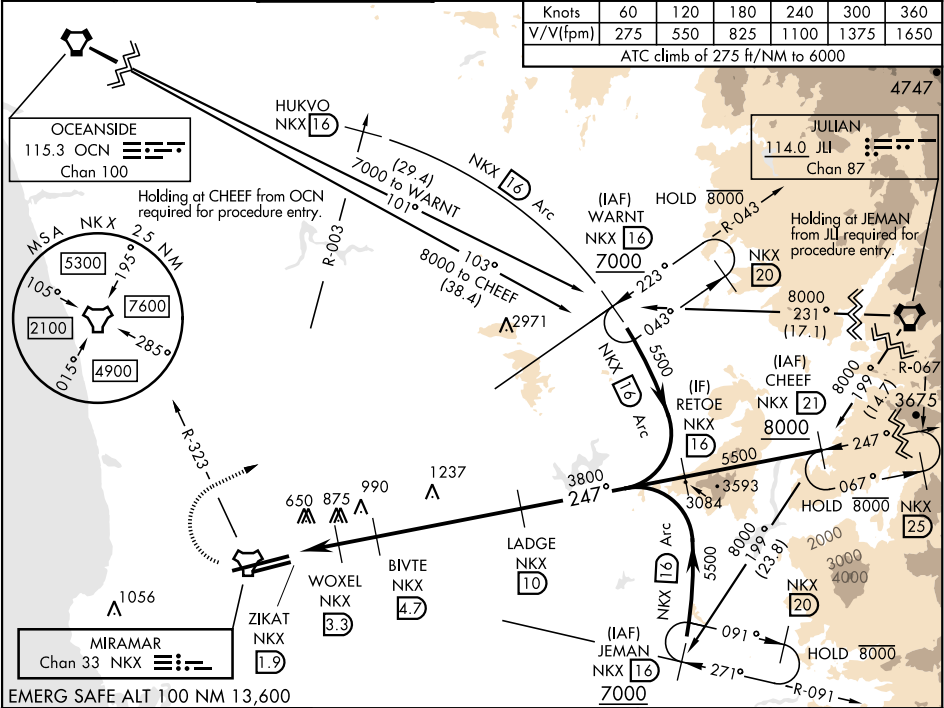 Knots 60 120 180 240 300 360
V/V(fpm) 275 550 825 1100 1375 1650
ATC climb of 275 ft/NM to 6000
4747
OCEANSIDE
115.3 OCN
Chan 100
HUKVO
NKX 16
NKX 16 Arc
JULIAN
114.0 JLI
Chan 87
(29.4)
7000 to WARNT
101°
Holding at CHEEF from OCN
required for procedure entry.
R-003
103°
8000 to CHEEF
(38.4)
(IAF)
WARNT
NKX 16
7000
HOLD 8000
R-043
Holding at JEMAN
from JLI required for
procedure entry.
NKX
20
223°
043°
MSA NKX 25 NM
5300
195°
105°
7600
2100
285°
015°
4900
2971
8000
231°
(17.1)
5500
NKX 16 Arc
(IF)
RETOE
NKX
16
(IAF)
CHEEF
NKX 21
8000
8000
199°
(14.7)
R-067
3675
247°
067°
HOLD 8000
NKX
25
5500
3593
3084
R-323
650
875
990
1237
3800
247°
LADGE
NKX
10
BIVTE
NKX
4.7
WOXEL
NKX
3.3
ZIKAT
NKX
1.9
1056
MIRAMAR
Chan 33 NKX
NKX 16 Arc
5500
8000
199°
(23.8)
2000
3000
4000
NKX
20
(IAF)
JEMAN
NKX 16
7000
091°
271°
HOLD 8000
R-091
EMERG SAFE ALT 100 NM 13,600